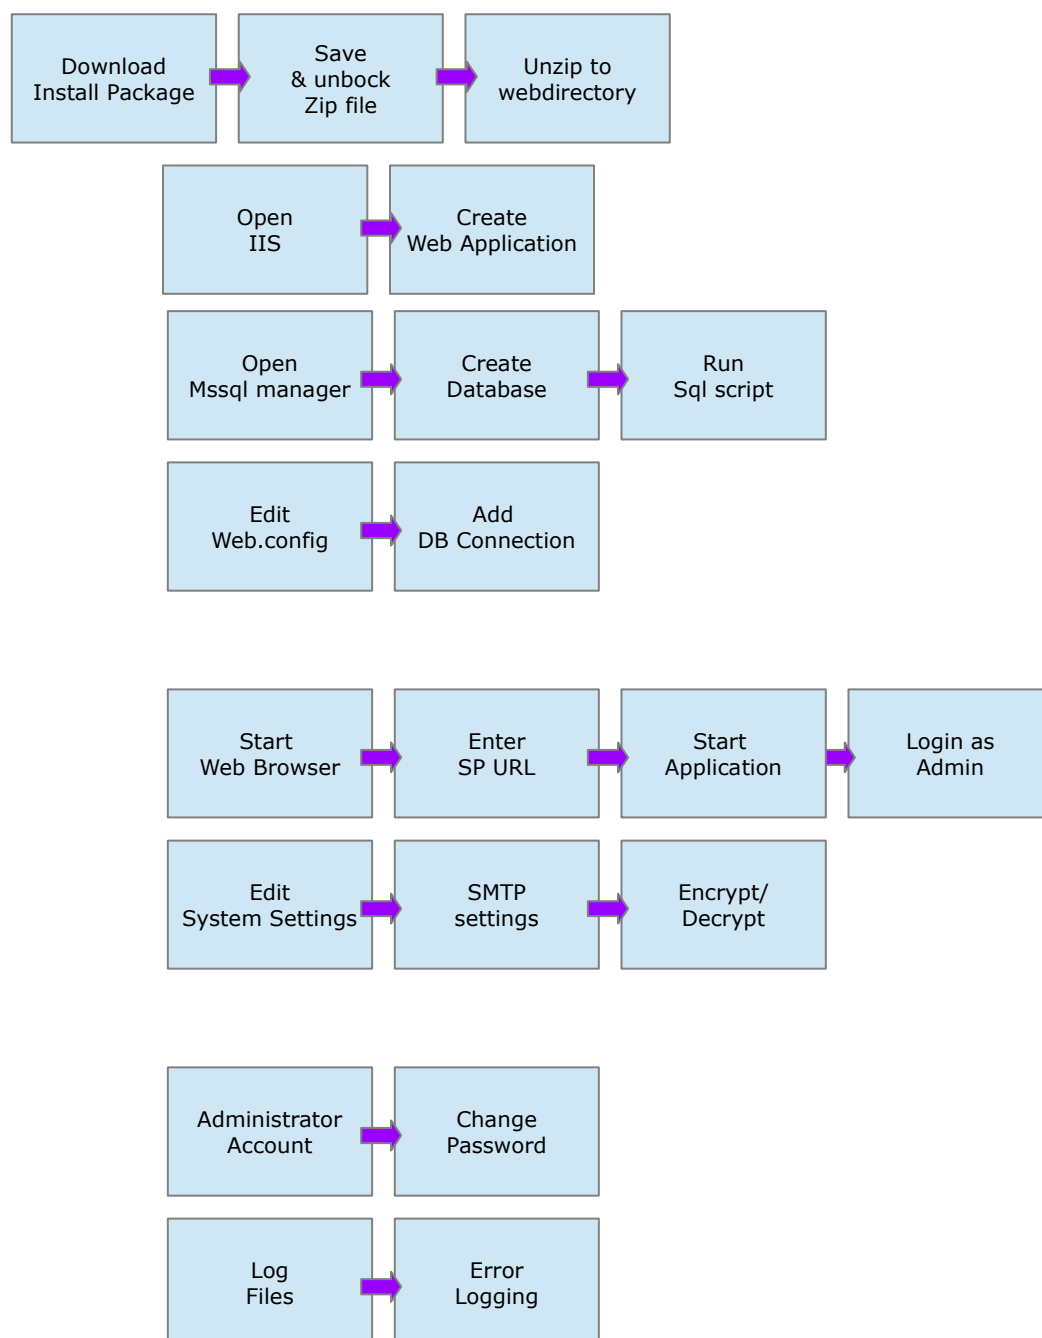 Download
Install Package
Save
& unbock
Zip file
Unzip to
webdirectory
Open
IIS
Create
Web Application
Open
Mssql manager
Create
Database
Run
Sql script
Edit
Web.config
Add
DB Connection
Start
Web Browser
Enter
SP URL
Start
Application
Login as
Admin
Edit
System Settings
SMTP
settings
Encrypt/
Decrypt
Administrator
Account
Change
Password
Log
Files
Error
Logging